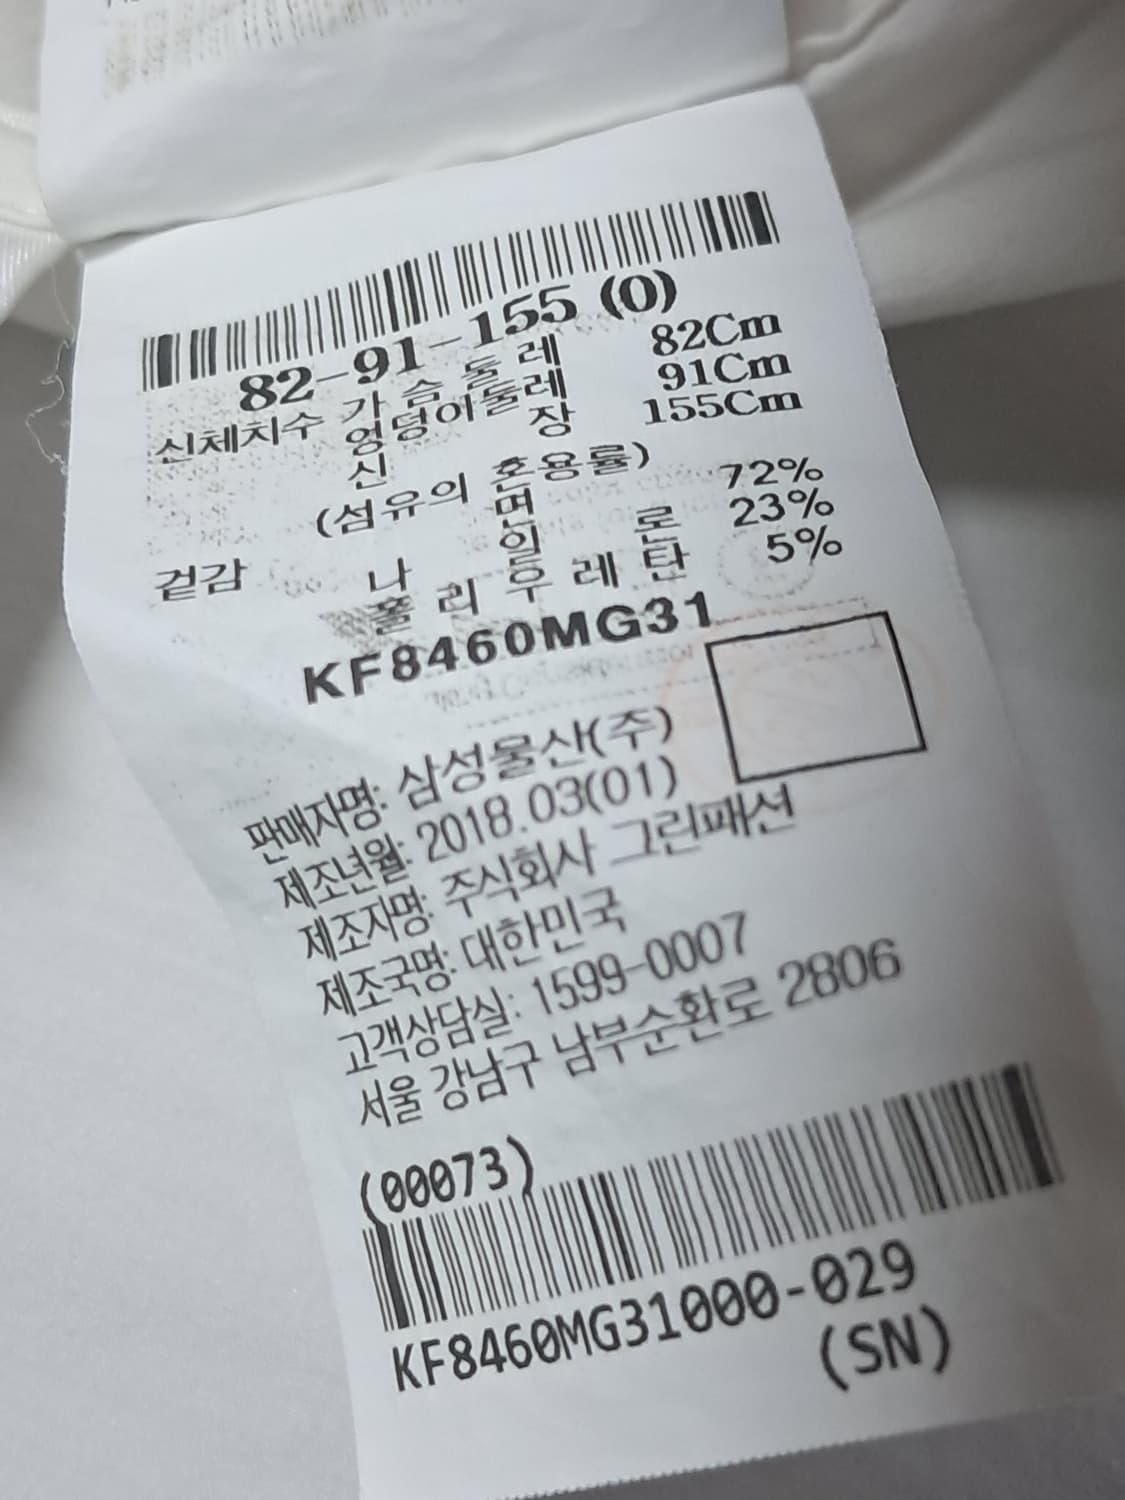 82-91-155 (0)
신체치수 가슴둘레 82Cm
엉덩이둘레 91Cm
신 장 155Cm
(섬유의 혼용률)
면 72%
겉감 나 일 론 23%
폴 리 우 레 탄 5%
KF8460MG31
판매자명: 삼성물산(주)
제조년월: 2018.03(01)
제조자명: 주식회사 그린패션
제조국명: 대한민국
고객상담실: 1599-0007
서울 강남구 남부순환로 2806
(00073)
KF8460MG31000-029
(SN)